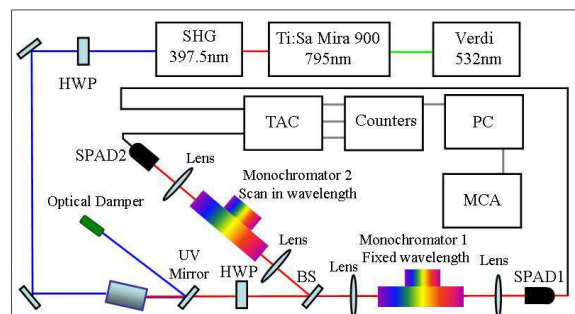 SHG
397.5nm
Ti:Sa Mira 900
795nm
Verdi
532nm
HWP
TAC
Counters
PC
MCA
SPAD2
Lens
Monochromator 2
Scan in wavelength
Optical Damper
Lens
Monochromator 1
Fixed wavelength
UV
Mirror
HWP
BS
Lens
Lens
SPAD1